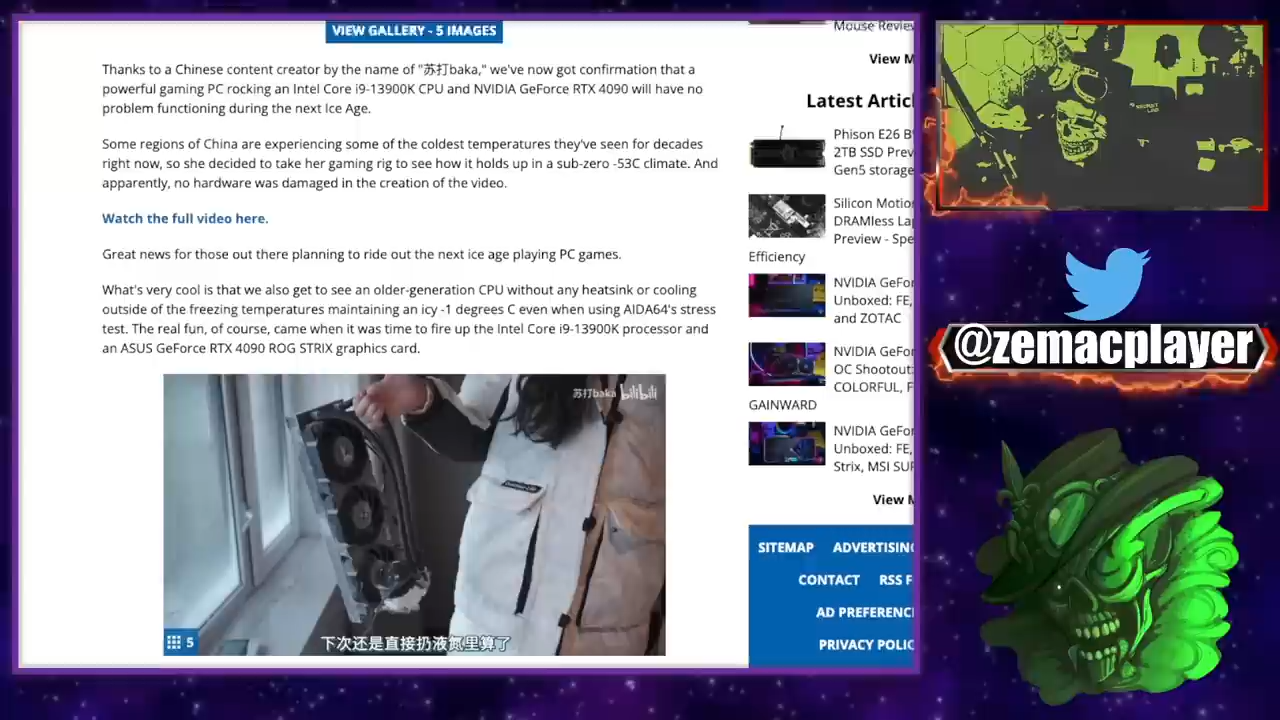 VIEW GALLERY - 5 IMAGES
Thanks to a Chinese content creator by the name of "苏打baka," we've now got confirmation that a
powerful gaming PC rocking an Intel Core i9-13900K CPU and NVIDIA GeForce RTX 4090 will have no
problem functioning during the next Ice Age.
Some regions of China are experiencing some of the coldest temperatures they've seen for decades
right now, so she decided to take her gaming rig to see how it holds up in a sub-zero -53C climate. And
apparently, no hardware was damaged in the creation of the video.
Watch the full video here.
Great news for those out there planning to ride out the next ice age playing PC games.
What's very cool is that we also get to see an older-generation CPU without any heatsink or cooling
outside of the freezing temperatures maintaining an icy -1 degrees C even when using AIDA64's stress
test. The real fun, of course, came when it was time to fire up the Intel Core i9-13900K processor and
an ASUS GeForce RTX 4090 ROG STRIX graphics card.
苏打baka bilibili
5
下次还是直接扔液氮里算了
Mouse Review
View M
Latest Artic
Phison E26 B
2TB SSD Prev
Gen5 storage
Silicon Motio
DRAMless Lap
Preview - Spe
Efficiency
NVIDIA GeFo
Unboxed: FE,
and ZOTAC
NVIDIA GeFo
OC Shootout:
COLORFUL, F
GAINWARD
NVIDIA GeFo
Unboxed: FE,
Strix, MSI SUP
View M
SITEMAP ADVERTISING
CONTACT RSS F
AD PREFERENC
PRIVACY POLIC
@zemacplayer